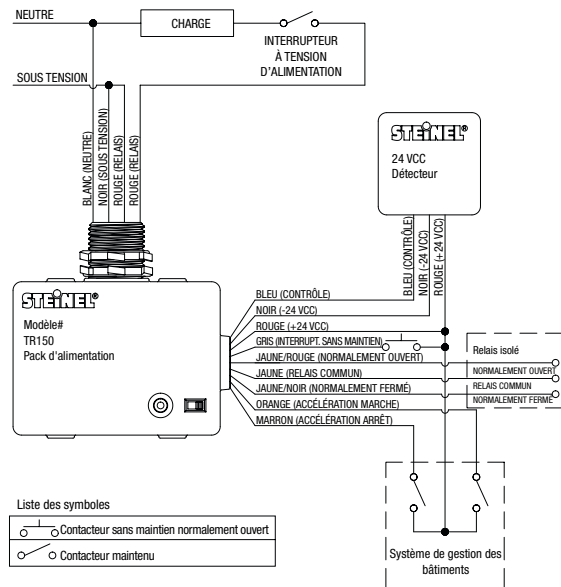 NEUTRE
CHARGE
INTERRUPTEUR
À TENSION
D'ALIMENTATION
SOUS TENSION
BLANC (NEUTRE)
NOIR (SOUS TENSION)
ROUGE (RELAIS)
ROUGE (RELAIS)
STEINEL®
24 VCC
Détecteur
BLEU (CONTRÔLE)
NOIR (-24 VCC)
ROUGE (+ 24 VCC)
STEINEL®
Modèle#
TR150
Pack d'alimentation
BLEU (CONTRÔLE)
NOIR (-24 VCC)
ROUGE (+24 VCC)
GRIS (INTERRUPT. SANS MAINTIEN)
JAUNE/ROUGE (NORMALEMENT OUVERT)
JAUNE (RELAIS COMMUN)
JAUNE/NOIR (NORMALEMENT FERMÉ)
ORANGE (ACCÉLÉRATION MARCHE)
MARRON (ACCÉLÉRATION ARRÊT)
Relais isolé
NORMALEMENT OUVERT
RELAIS COMMUN
NORMALEMENT FERMÉ
Système de gestion des
bâtiments
Liste des symboles
Contacteur sans maintien normalement ouvert
Contacteur maintenu